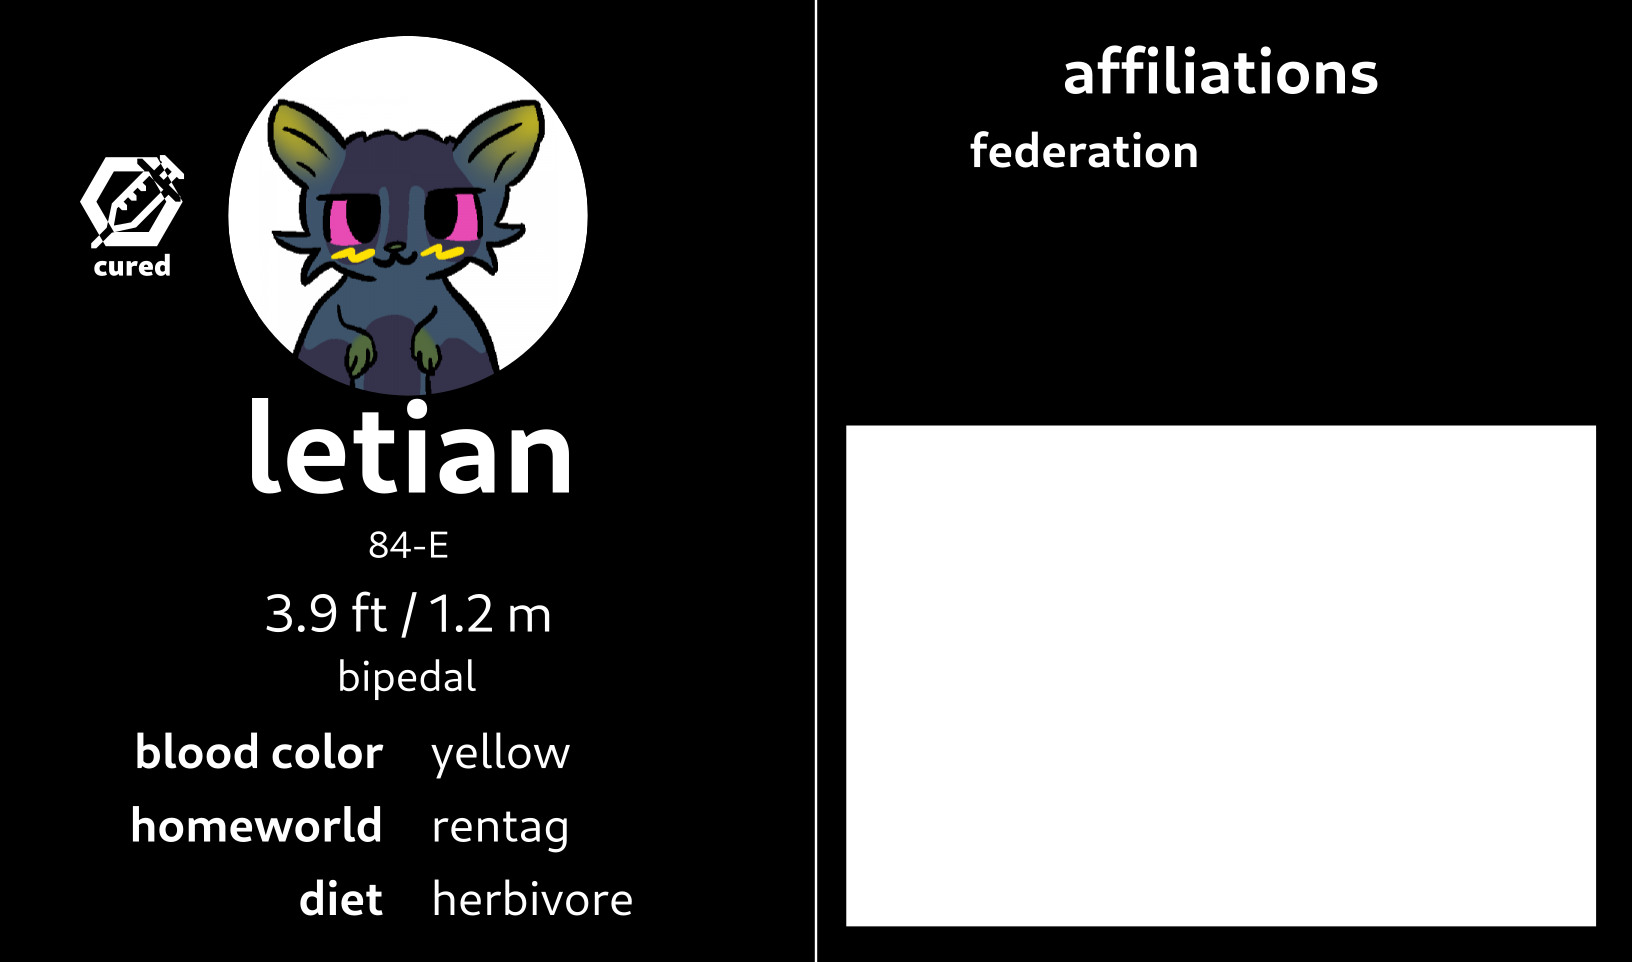 cured
letian
84-E
3.9 ft / 1.2 m
bipedal
blood color yellow
homeworld rentag
diet herbivore
affiliations
federation